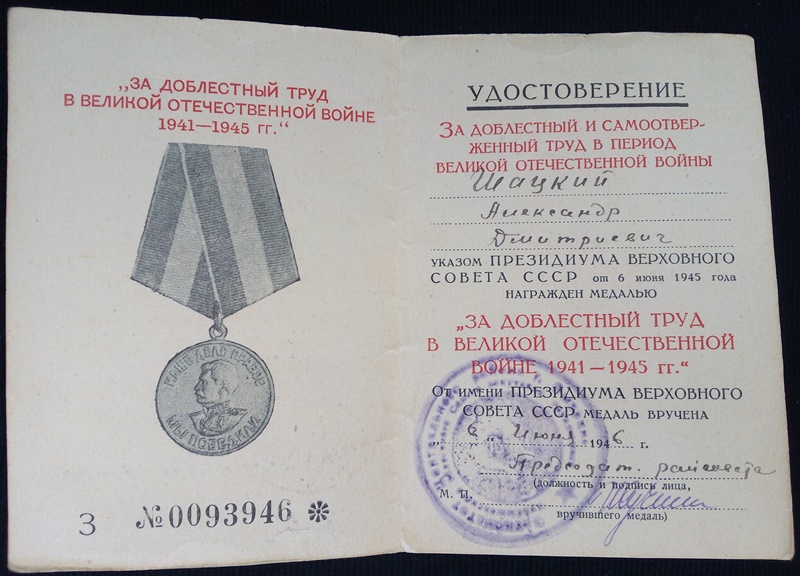 „ЗА ДОБЛЕСТНЫЙ ТРУД
В ВЕЛИКОЙ ОТЕЧЕСТВЕННОЙ ВОЙНЕ
1941—1945 гг.“
НАШЕ ДЕЛО ПРАВОЕ
МЫ ПОБЕДИЛИ
З №0093946 ✻
УДОСТОВЕРЕНИЕ
ЗА ДОБЛЕСТНЫЙ И САМООТВЕР-
ЖЕННЫЙ ТРУД В ПЕРИОД
ВЕЛИКОЙ ОТЕЧЕСТВЕННОЙ ВОЙНЫ
Шацкий
Александр
Дмитриевич
УКАЗОМ ПРЕЗИДИУМА ВЕРХОВНОГО
СОВЕТА СССР от 6 июня 1945 года
НАГРАЖДЕН МЕДАЛЬЮ
„ЗА ДОБЛЕСТНЫЙ ТРУД
В ВЕЛИКОЙ ОТЕЧЕСТВЕННОЙ
ВОЙНЕ 1941—1945 гг.“
От имени ПРЕЗИДИУМА ВЕРХОВНОГО
СОВЕТА СССР МЕДАЛЬ ВРУЧЕНА
„6„ Июня 1946 г.
Председат. райсовета
(должность и подпись лица,
М. П.
вручившего медаль)